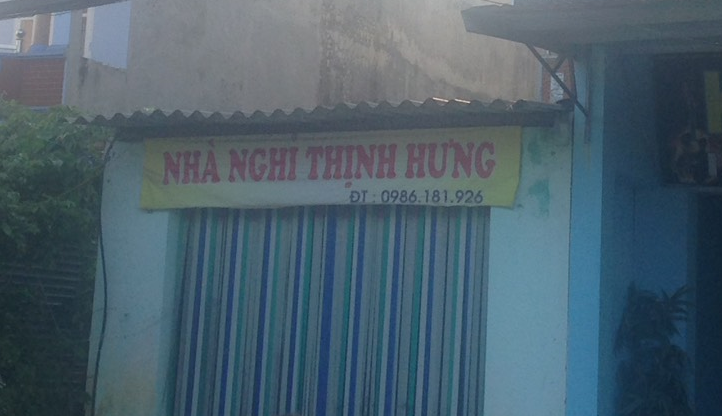 NHÀ NGHỈ THỊNH HƯNG
ĐT : 0986.181.926